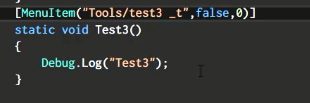 [MenuItem("Tools/test3 _t",false,0)]
static void Test3()
{
Debug.Log("Test3");
}